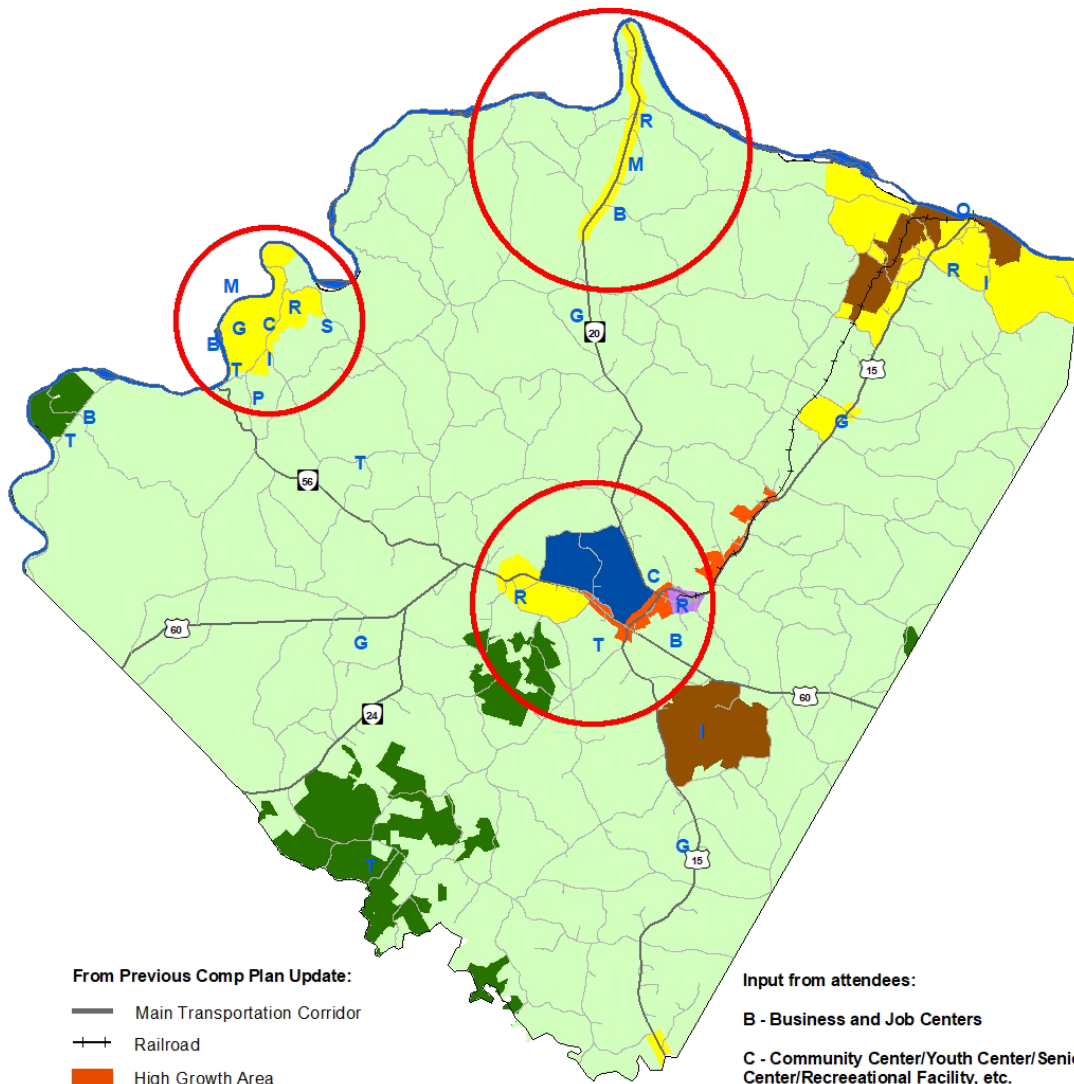 R
M
B
O
R
I
M
R
G
C
S
B
I
T
P
G
20
15
B
T
G
T
56
C
R
R
60
G
T
B
24
60
I
G
15
T
From Previous Comp Plan Update:
Main Transportation Corridor
Railroad
High Growth Area
Input from attendees:
B - Business and Job Centers
C - Community Center/Youth Center/Senio
Center/Recreeational Facility, etc.